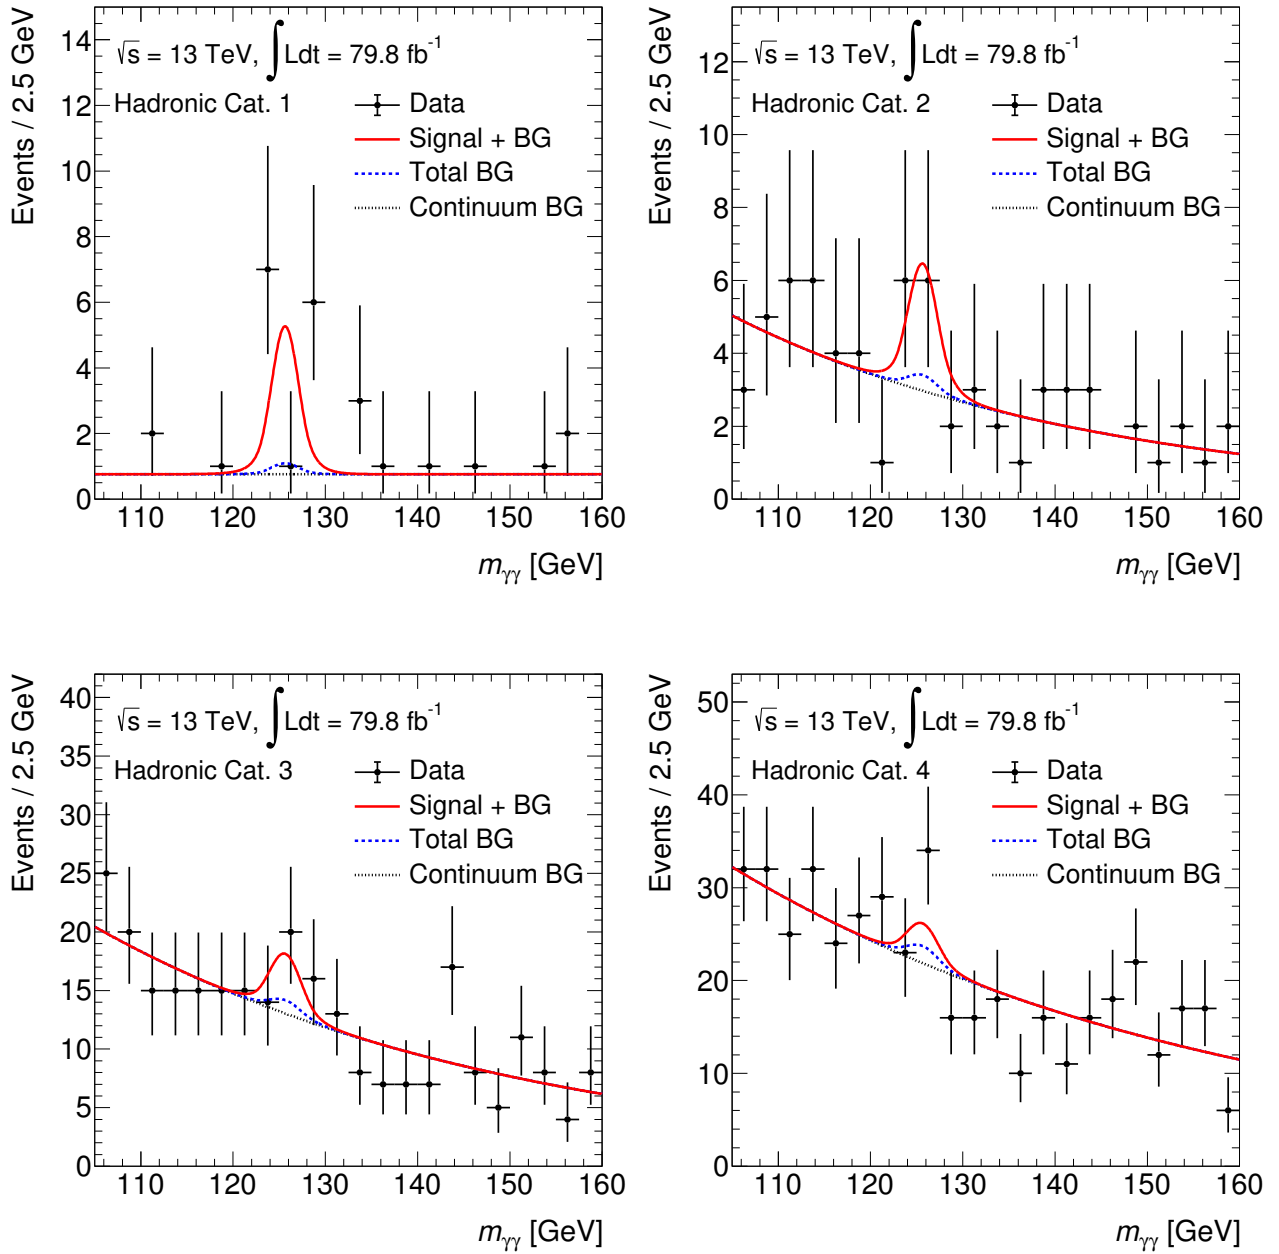 Events / 2.5 GeV
√s = 13 TeV, ∫Ldt = 79.8 fb⁻¹
Hadronic Cat. 1
Data
Signal + BG
Total BG
Continuum BG
14
12
10
8
6
4
2
0
110 120 130 140 150 160
mγγ [GeV]
Events / 2.5 GeV
√s = 13 TeV, ∫Ldt = 79.8 fb⁻¹
Hadronic Cat. 2
Data
Signal + BG
Total BG
Continuum BG
12
10
8
6
4
2
0
110 120 130 140 150 160
mγγ [GeV]
Events / 2.5 GeV
√s = 13 TeV, ∫Ldt = 79.8 fb⁻¹
Hadronic Cat. 3
Data
Signal + BG
Total BG
Continuum BG
40
35
30
25
20
15
10
5
0
110 120 130 140 150 160
mγγ [GeV]
Events / 2.5 GeV
√s = 13 TeV, ∫Ldt = 79.8 fb⁻¹
Hadronic Cat. 4
Data
Signal + BG
Total BG
Continuum BG
50
40
30
20
10
0
110 120 130 140 150 160
mγγ [GeV]